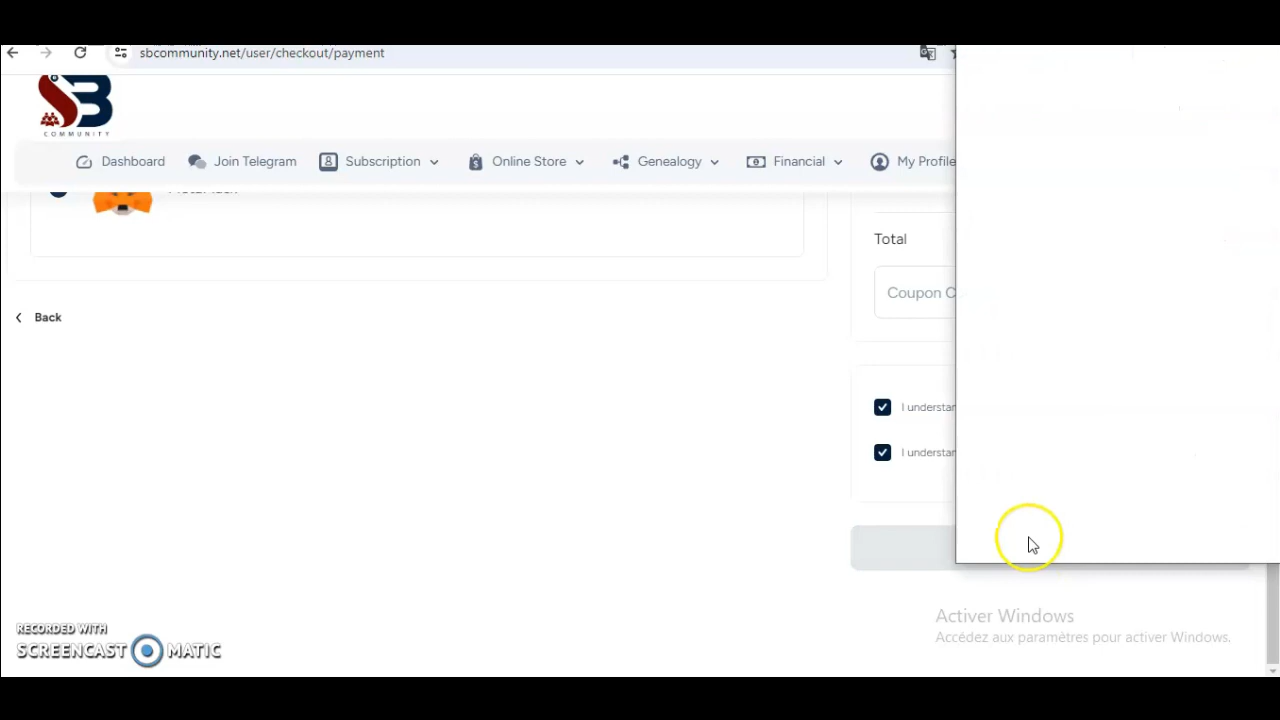 sbcommunity.net/user/checkout/payment
SB
COMMUNITY
Dashboard
Join Telegram
Subscription
Online Store
Genealogy
Financial
My Profile
Total
Coupon C
Back
I understan
I understan
Activer Windows
Accédez aux paramètres pour activer Windows.
RECORDED WITH
SCREENCAST MATIC